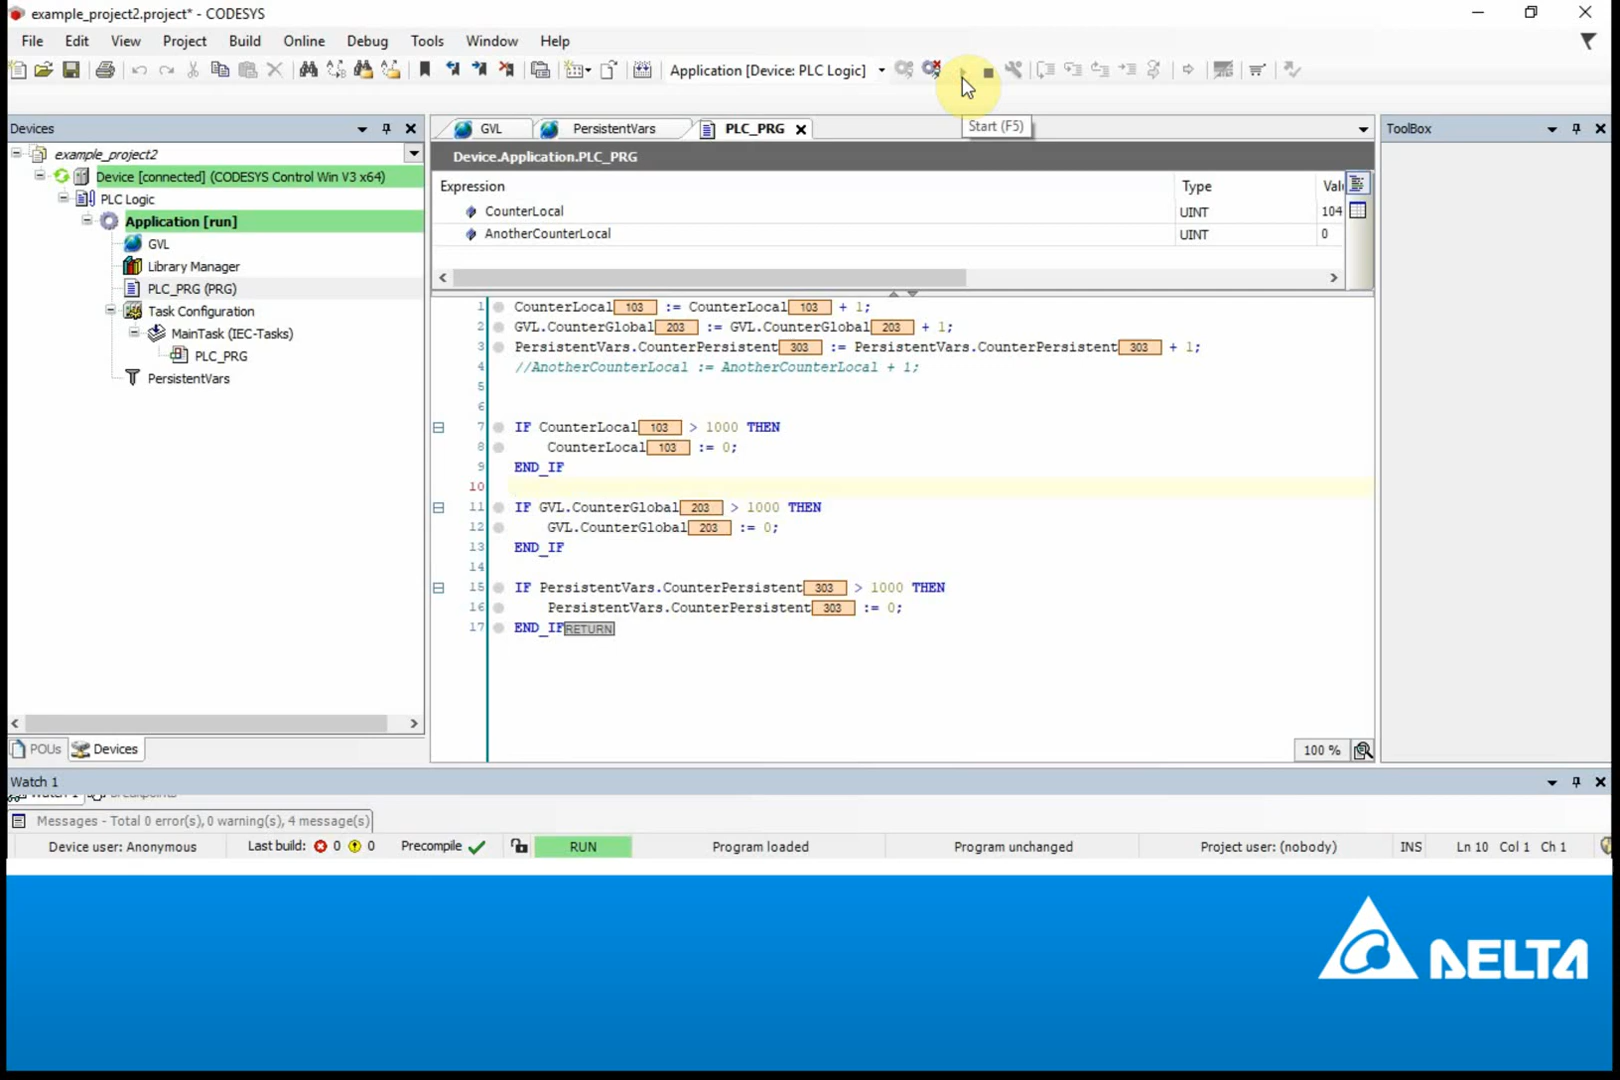 example_project2.project* - CODESYS
File Edit View Project Build Online Debug Tools Window Help
Application [Device: PLC Logic]
Start (F5)
Devices
example_project2
Device [connected] (CODESYS Control Win V3 x64)
PLC Logic
Application [run]
GVL
Library Manager
PLC_PRG (PRG)
Task Configuration
MainTask (IEC-Tasks)
PLC_PRG
PersistentVars
POUs Devices
GVL PersistentVars PLC_PRG
Device.Application.PLC_PRG
Expression Type
CounterLocal UINT 104
AnotherCounterLocal UINT 0
1 CounterLocal 103 := CounterLocal 103 + 1;
2 GVL.CounterGlobal 203 := GVL.CounterGlobal 203 + 1;
3 PersistentVars.CounterPersistent 303 := PersistentVars.CounterPersistent 303 + 1;
4 //AnotherCounterLocal := AnotherCounterLocal + 1;
5
6
7 IF CounterLocal 103 > 1000 THEN
8 CounterLocal 103 := 0;
9 END_IF
10
11 IF GVL.CounterGlobal 203 > 1000 THEN
12 GVL.CounterGlobal 203 := 0;
13 END_IF
14
15 IF PersistentVars.CounterPersistent 303 > 1000 THEN
16 PersistentVars.CounterPersistent 303 := 0;
17 END_IF RETURN
100 %
ToolBox
Watch 1
Messages - Total 0 error(s), 0 warning(s), 4 message(s)
Device user: Anonymous Last build: 0 0 Precompile RUN Program loaded Program unchanged Project user: (nobody) INS Ln 10 Col 1 Ch 1
DELTA